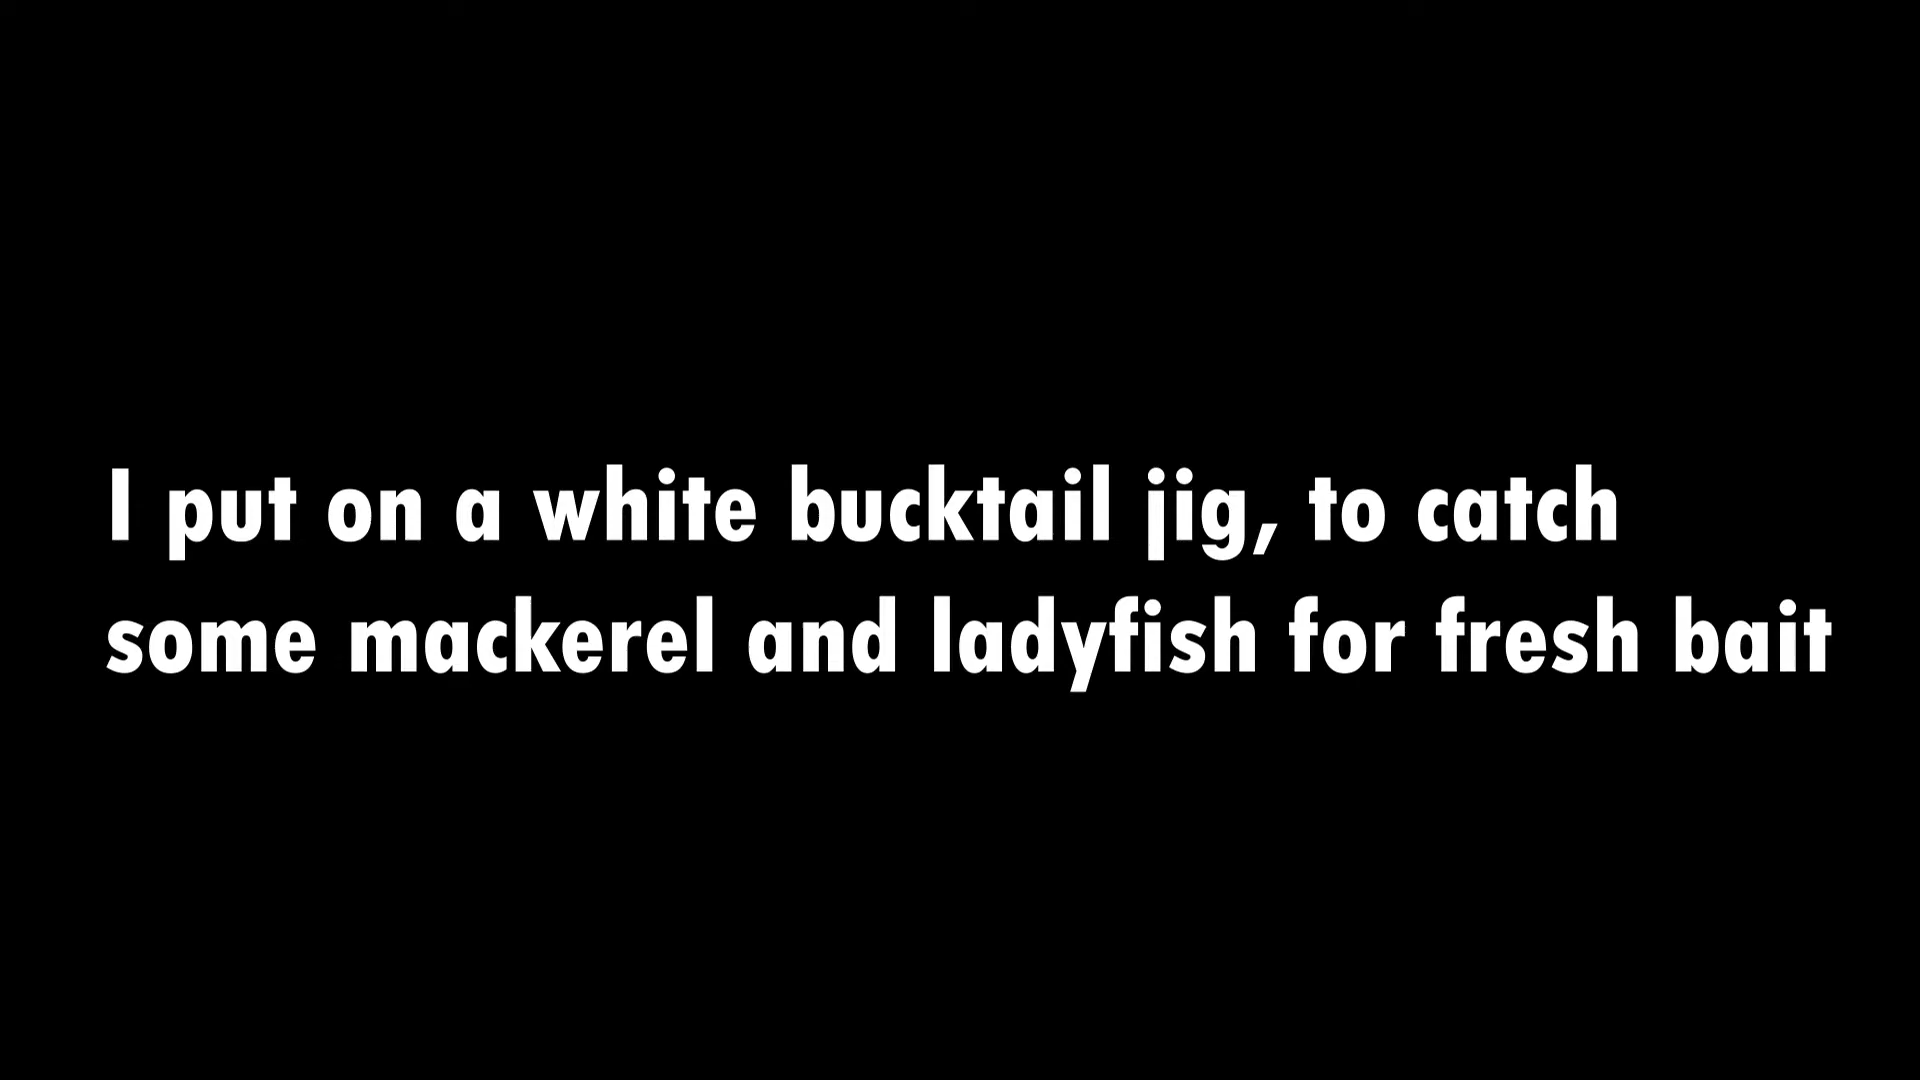 I put on a white bucktail jig, to catch
some mackerel and ladyfish for fresh bait